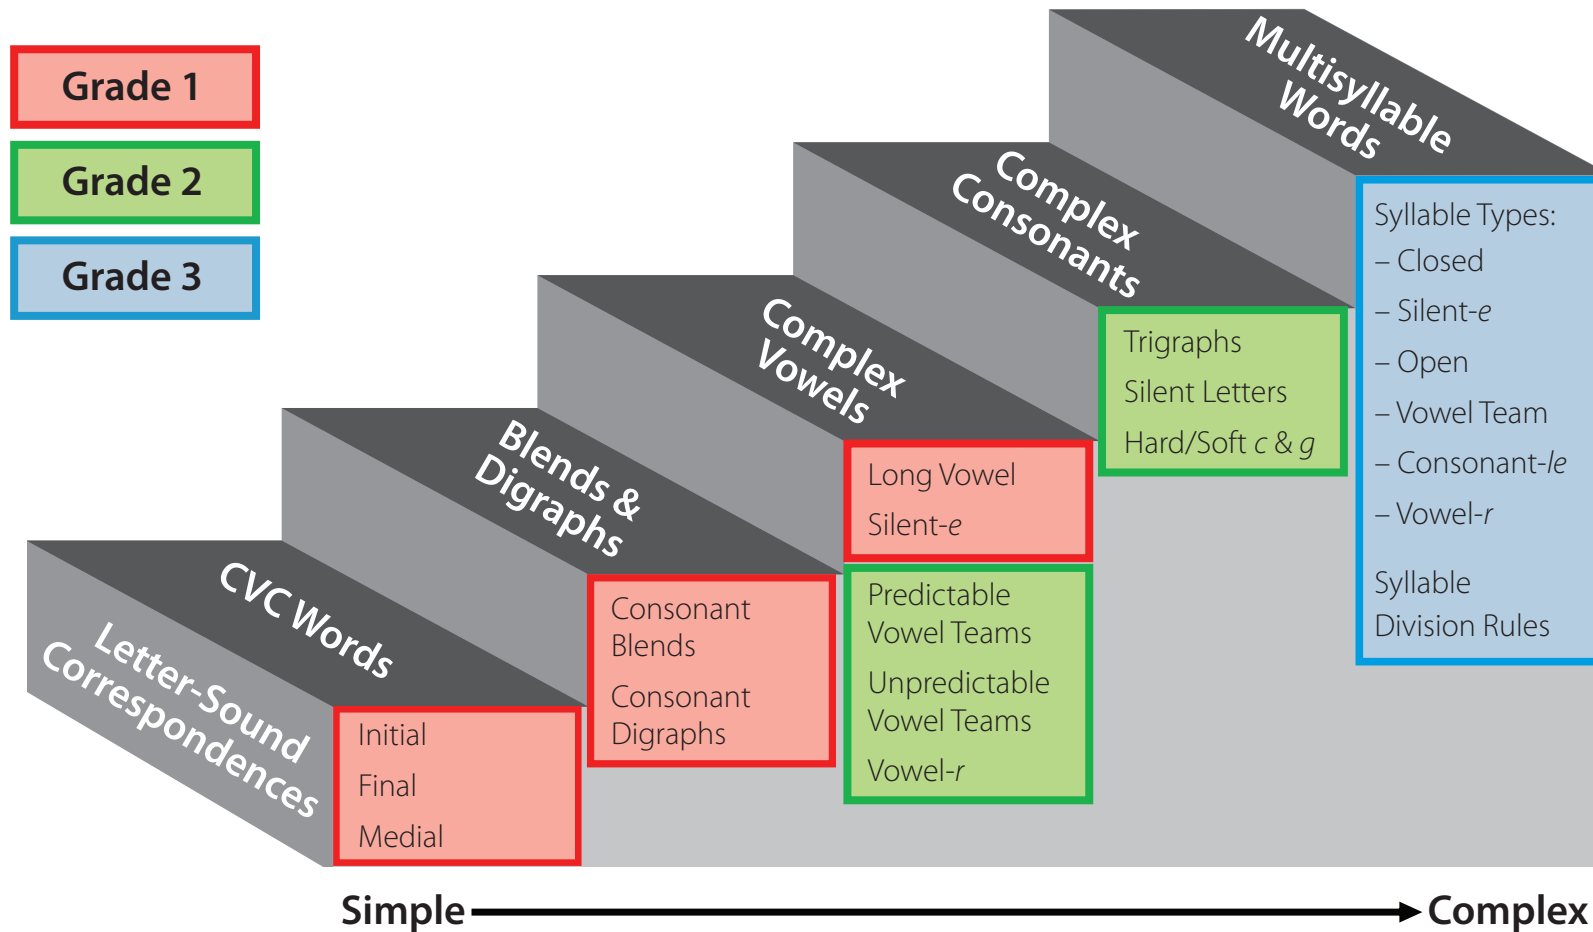 Grade 1
Grade 2
Grade 3
Letter-Sound
Correspondences
CVC Words
Initial
Final
Medial
Blends &
Digraphs
Consonant
Blends
Consonant
Digraphs
Complex
Vowels
Long Vowel
Silent-e
Predictable
Vowel Teams
Unpredictable
Vowel Teams
Vowel-r
Complex
Consonants
Trigraphs
Silent Letters
Hard/Soft c & g
Multisyllable
Words
Syllable Types:
– Closed
– Silent-e
– Open
– Vowel Team
– Consonant-le
– Vowel-r
Syllable
Division Rules
Simple
Complex